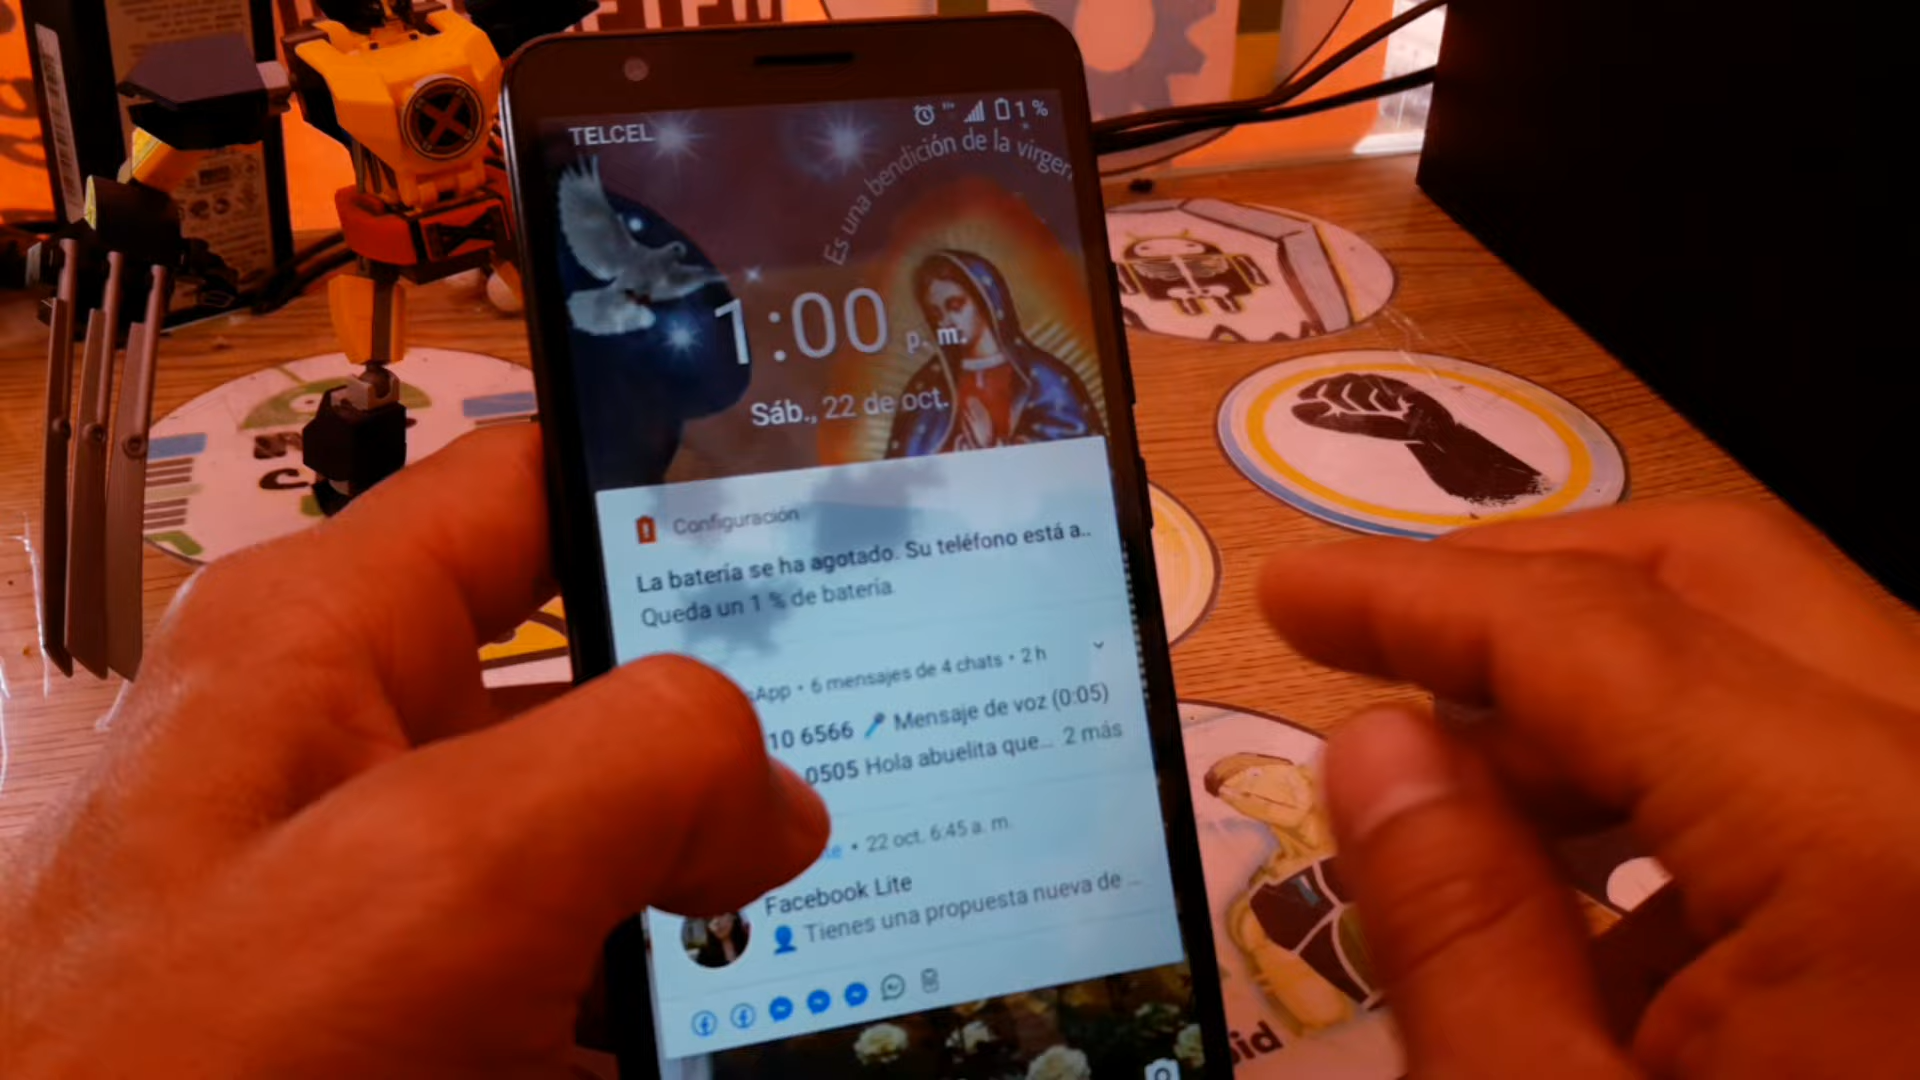 TELCEL
1 %
Es una bendición de la virgen
1:00 p. m.
Sáb., 22 de oct.
Configuración
La batería se ha agotado. Su teléfono está a..
Queda un 1 % de batería
sApp • 6 mensajes de 4 chats • 2 h
10 6566 🎤 Mensaje de voz (0:05)
0505 Hola abuelita que... 2 más
• 22 oct. 6:45 a. m.
Facebook Lite
👤 Tienes una propuesta nueva de ...
oid